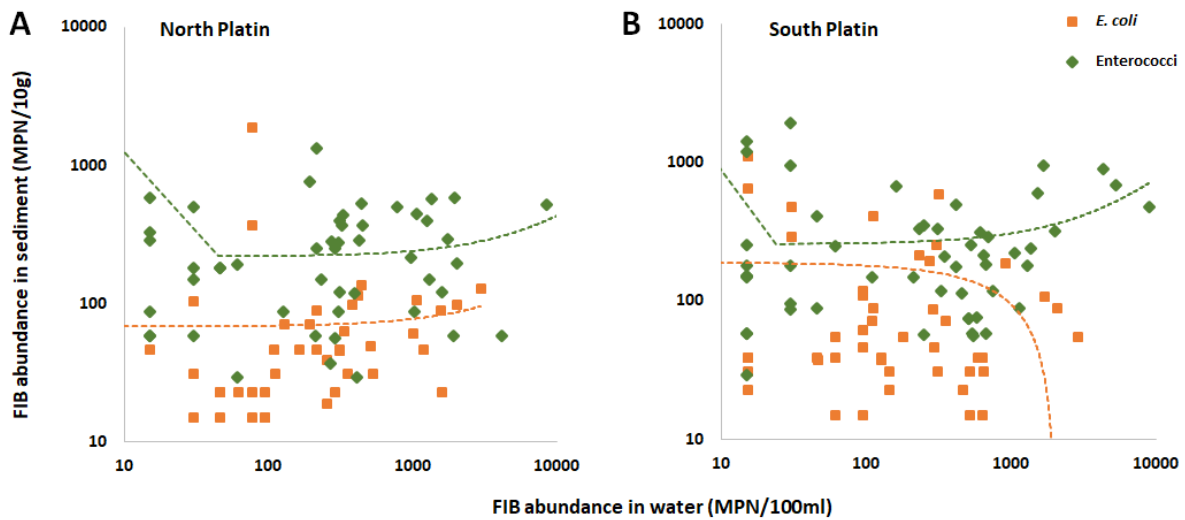 A
North Platin
FIB abundance in sediment (MPN/10g)
10000
1000
100
10
10
100
1000
10000
B
South Platin
E. coli
Enterococci
10000
1000
100
10
10
100
1000
10000
FIB abundance in water (MPN/100ml)